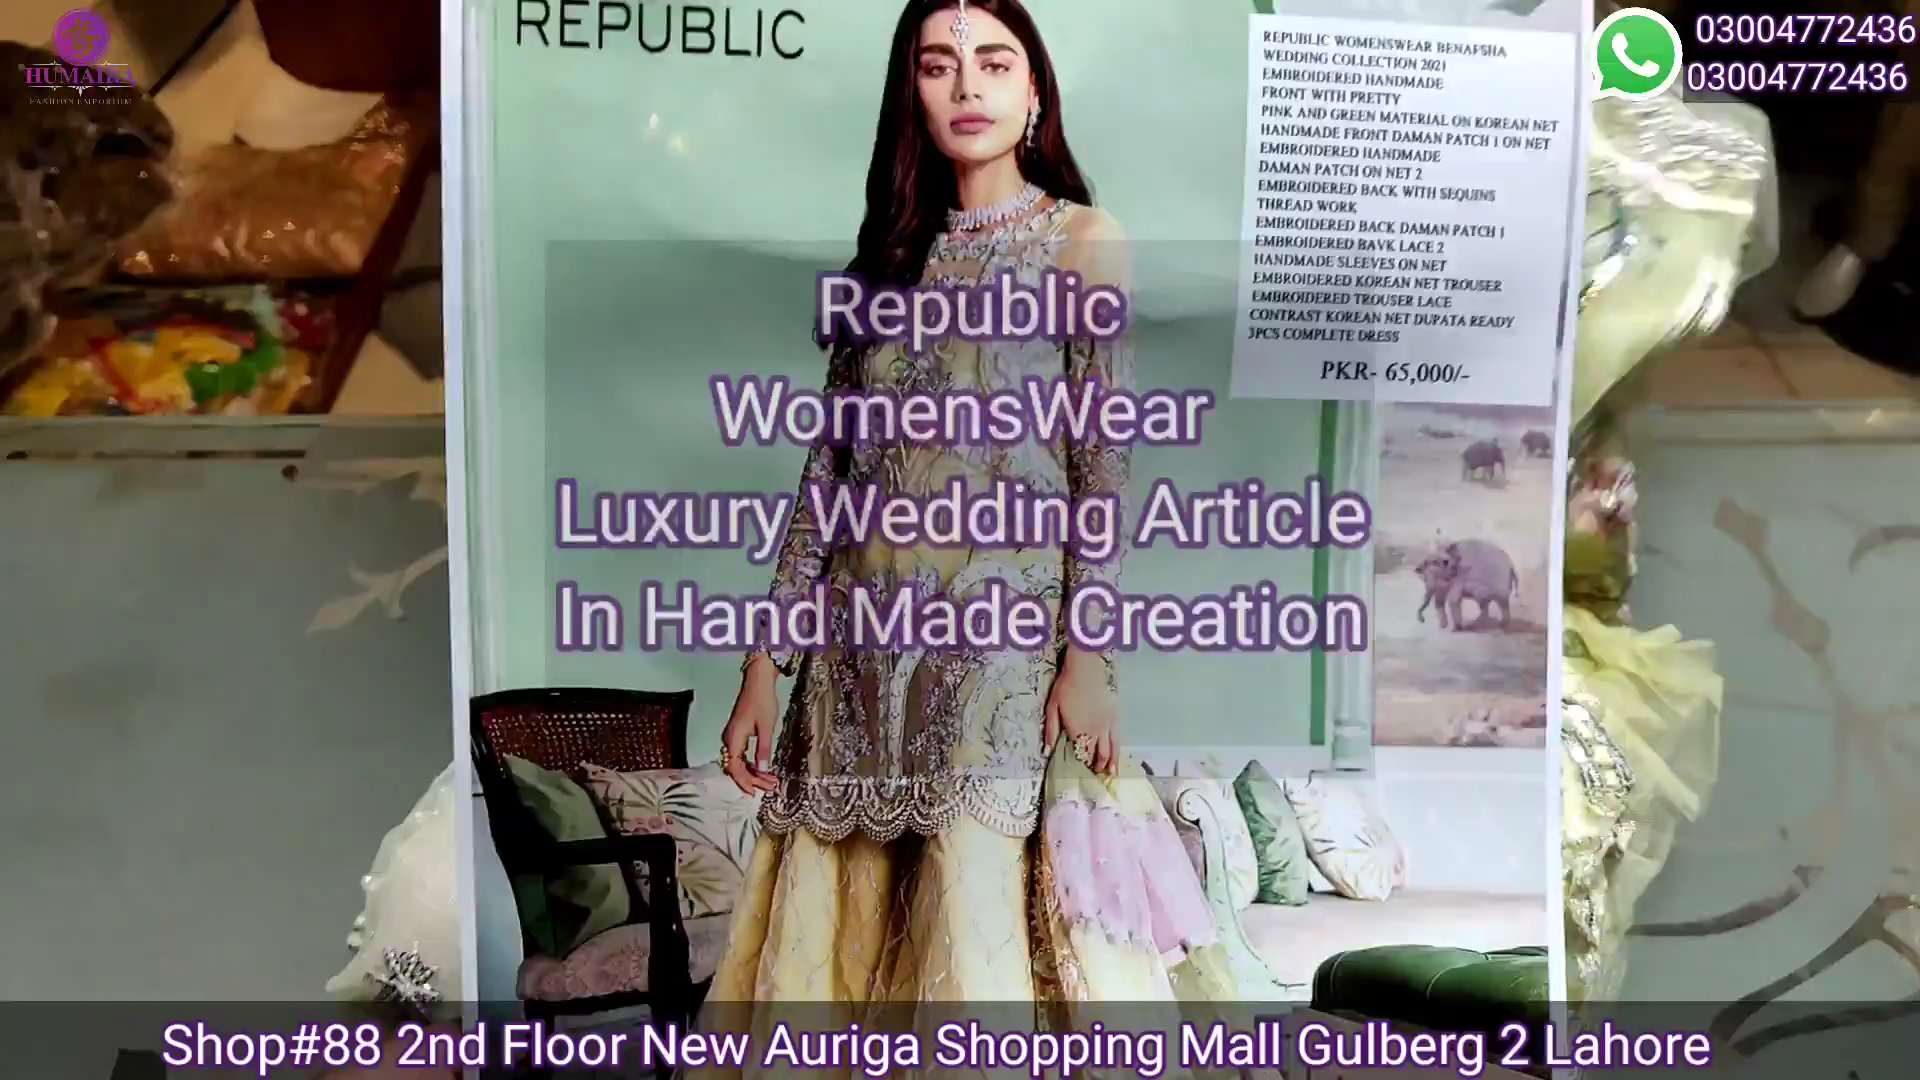 HUMAIRA
FASHION EMPORIUM
REPUBLIC
03004772436
03004772436
REPUBLIC WOMENSWEAR BENAFSHA
WEDDING COLLECTION 2021
EMBROIDERED HANDMADE
FRONT WITH PRETTY
PINK AND GREEN MATERIAL ON KOREAN NET
HANDMADE FRONT DAMAN PATCH 1 ON NET
EMBROIDERED HANDMADE
DAMAN PATCH ON NET 2
EMBROIDERED BACK WITH SEQUINS
THREAD WORK
EMBROIDERED BACK DAMAN PATCH 1
EMBROIDERED BAVK LACE 2
HANDMADE SLEEVES ON NET
EMBROIDERED KOREAN NET TROUSER
EMBROIDERED TROUSER LACE
CONTRAST KOREAN NET DUPATA READY
3PCS COMPLETE DRESS
PKR- 65,000/-
Republic
WomensWear
Luxury Wedding Article
In Hand Made Creation
Shop#88 2nd Floor New Auriga Shopping Mall Gulberg 2 Lahore